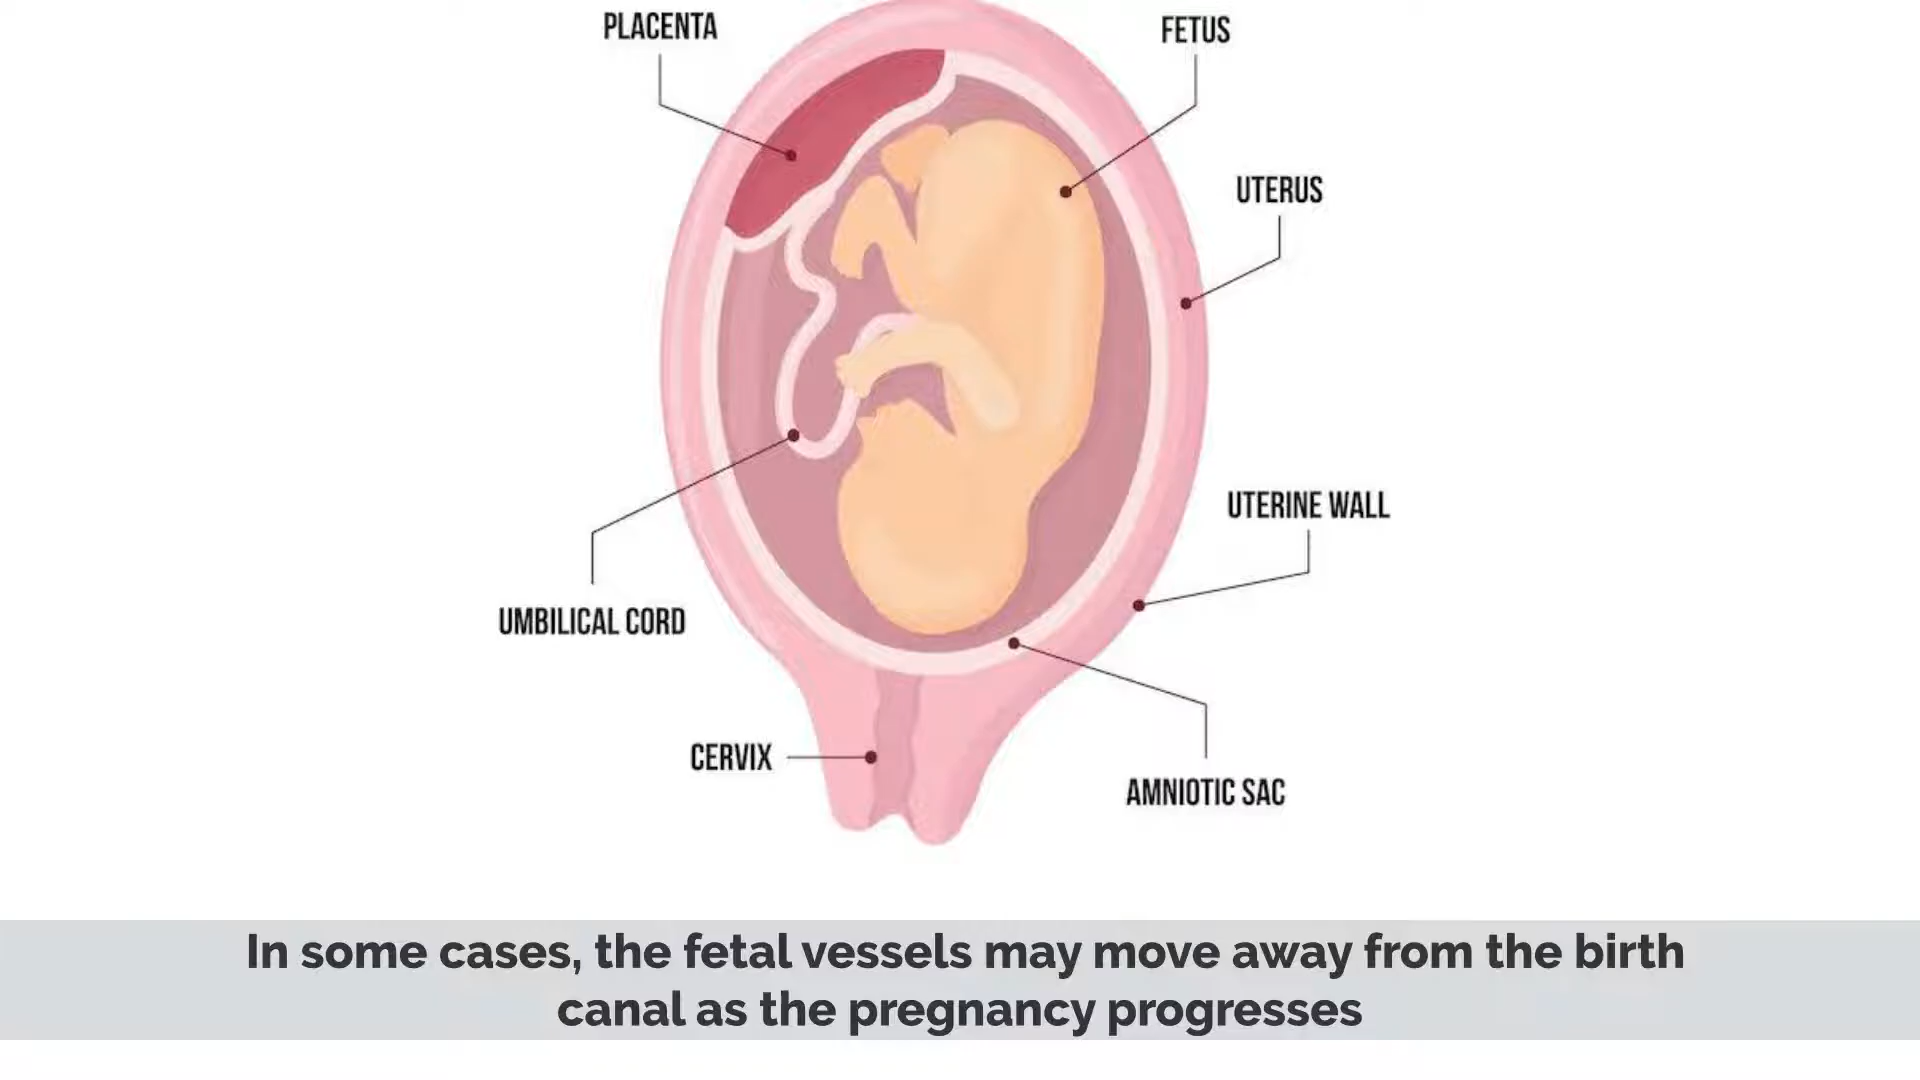 PLACENTA
FETUS
UTERUS
UTERINE WALL
UMBILICAL CORD
CERVIX
AMNIOTIC SAC
In some cases, the fetal vessels may move away from the birth
canal as the pregnancy progresses